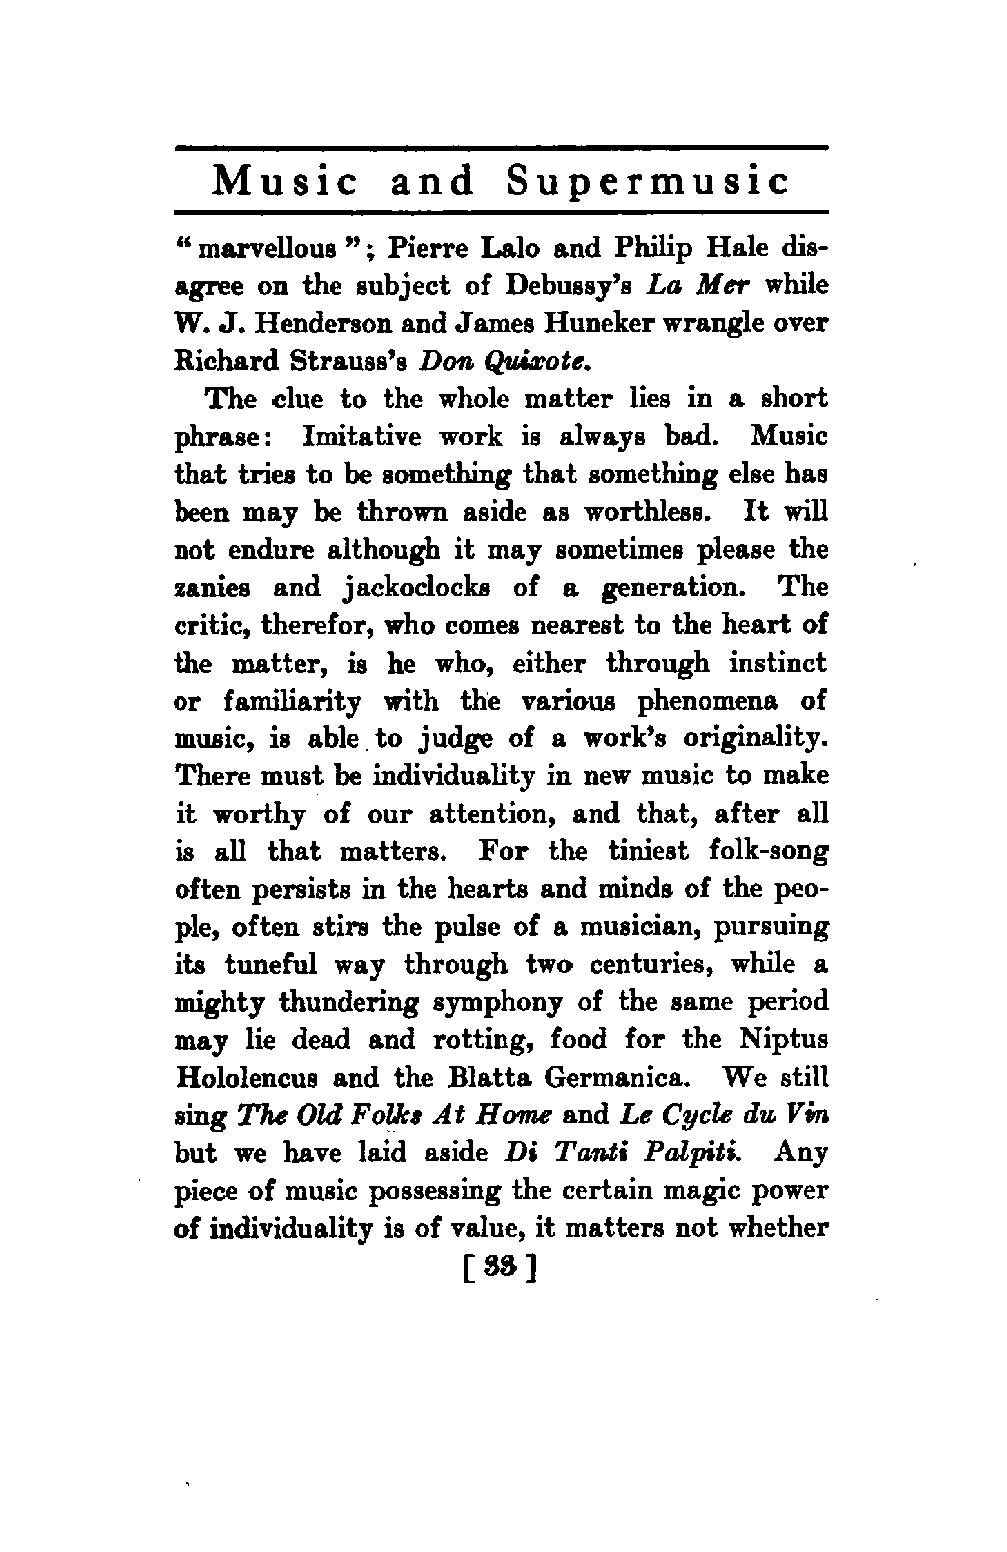 Music and Supermusic
“marvellous”; Pierre Lalo and Philip Hale dis-
agree on the subject of Debussy’s La Mer while
W. J. Henderson and James Huneker wrangle over
Richard Strauss’s Don Quixote.
The clue to the whole matter lies in a short
phrase: Imitative work is always bad. Music
that tries to be something that something else has
been may be thrown aside as worthless. It will
not endure although it may sometimes please the
zanies and jackoclocks of a generation. The
critic, therefor, who comes nearest to the heart of
the matter, is he who, either through instinct
or familiarity with the various phenomena of
music, is able to judge of a work’s originality.
There must be individuality in new music to make
it worthy of our attention, and that, after all
is all that matters. For the tiniest folk-song
often persists in the hearts and minds of the peo-
ple, often stirs the pulse of a musician, pursuing
its tuneful way through two centuries, while a
mighty thundering symphony of the same period
may lie dead and rotting, food for the Niptus
Hololencus and the Blatta Germanica. We still
sing The Old Folks At Home and Le Cycle du Vin
but we have laid aside Di Tanti Palpiti. Any
piece of music possessing the certain magic power
of individuality is of value, it matters not whether
[33]